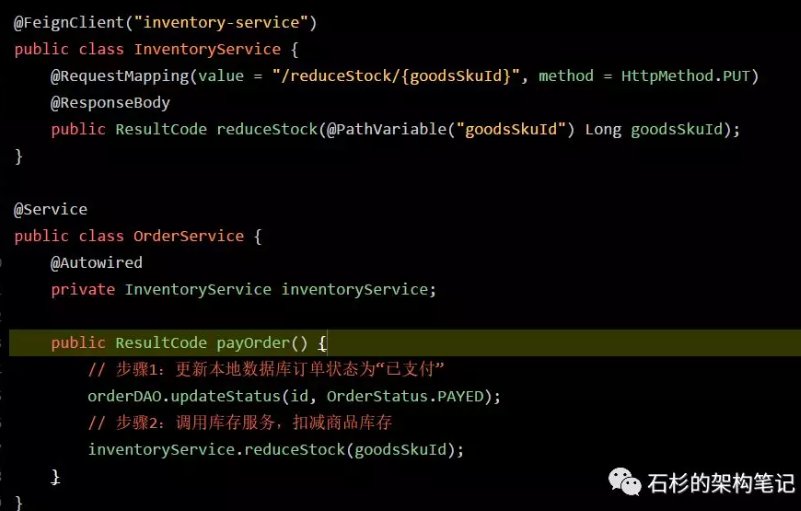 @FeignClient("inventory-service")
public class InventoryService {
    @RequestMapping(value = "/reduceStock/{goodsSkuId}", method = HttpMethod.PUT)
    @ResponseBody
    public ResultCode reduceStock(@PathVariable("goodsSkuId") Long goodsSkuId);
}
@Service
public class OrderService {
    @Autowired
    private InventoryService inventoryService;
    public ResultCode payOrder() {
        // 步骤1：更新本地数据库订单状态为“已支付”
        orderDAO.updateStatus(id, OrderStatus.PAYED);
        // 步骤2：调用库存服务，扣减商品库存
        inventoryService.reduceStock(goodsSkuId);
    }
}
石杉的架构笔记